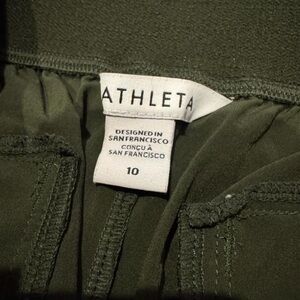 ATHLETA
DESIGNED IN
SAN FRANCISCO
CONÇU À
SAN FRANCISCO
10